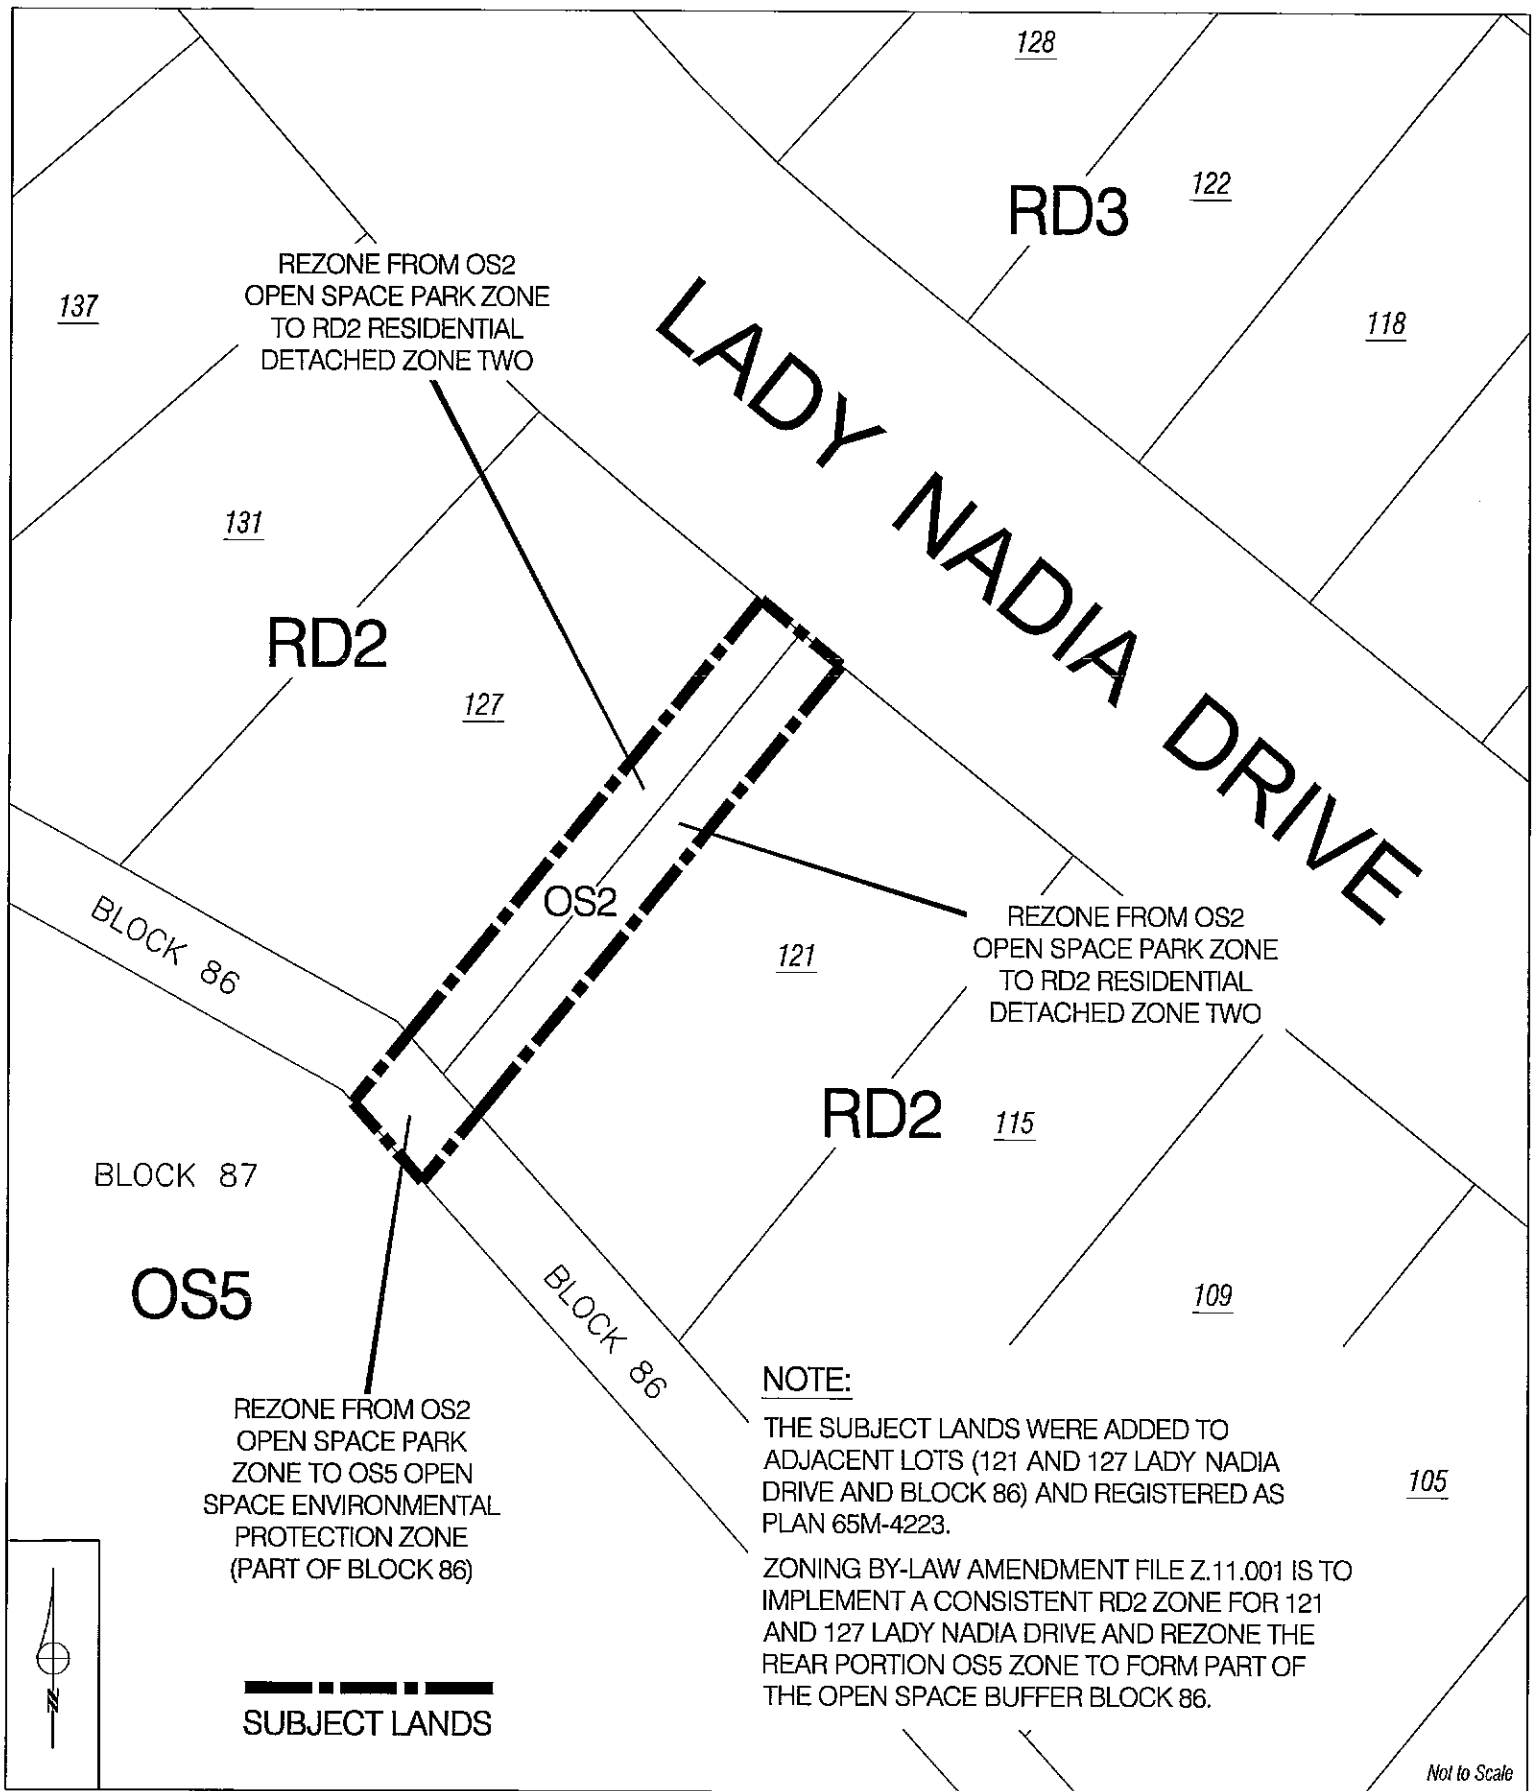 128
RD3
122
REZONE FROM OS2
OPEN SPACE PARK ZONE
TO RD2 RESIDENTIAL
DETACHED ZONE TWO
137
118
LADY NADIA DRIVE
131
RD2
127
OS2
BLOCK 86
REZONE FROM OS2
OPEN SPACE PARK ZONE
TO RD2 RESIDENTIAL
DETACHED ZONE TWO
121
RD2
115
BLOCK 87
OS5
BLOCK 86
109
REZONE FROM OS2
OPEN SPACE PARK
ZONE TO OS5 OPEN
SPACE ENVIRONMENTAL
PROTECTION ZONE
(PART OF BLOCK 86)
NOTE:
THE SUBJECT LANDS WERE ADDED TO
ADJACENT LOTS (121 AND 127 LADY NADIA
DRIVE AND BLOCK 86) AND REGISTERED AS
PLAN 65M-4223.
105
ZONING BY-LAW AMENDMENT FILE Z.11.001 IS TO
IMPLEMENT A CONSISTENT RD2 ZONE FOR 121
AND 127 LADY NADIA DRIVE AND REZONE THE
REAR PORTION OS5 ZONE TO FORM PART OF
THE OPEN SPACE BUFFER BLOCK 86.
N
SUBJECT LANDS
Not to Scale